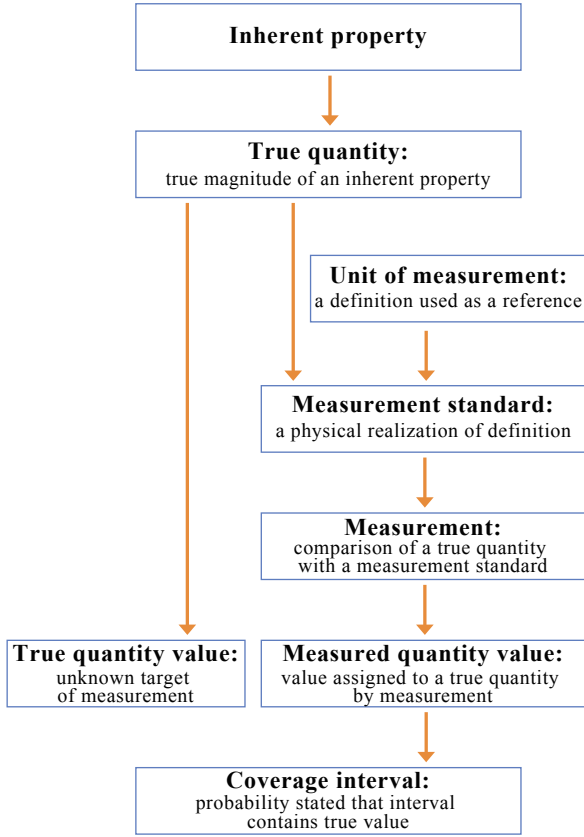 Inherent property
True quantity:
true magnitude of an inherent property
Unit of measurement:
a definition used as a reference
Measurement standard:
a physical realization of definition
Measurement:
comparison of a true quantity
with a measurement standard
True quantity value:
unknown target
of measurement
Measured quantity value:
value assigned to a true quantity
by measurement
Coverage interval:
probability stated that interval
contains true value